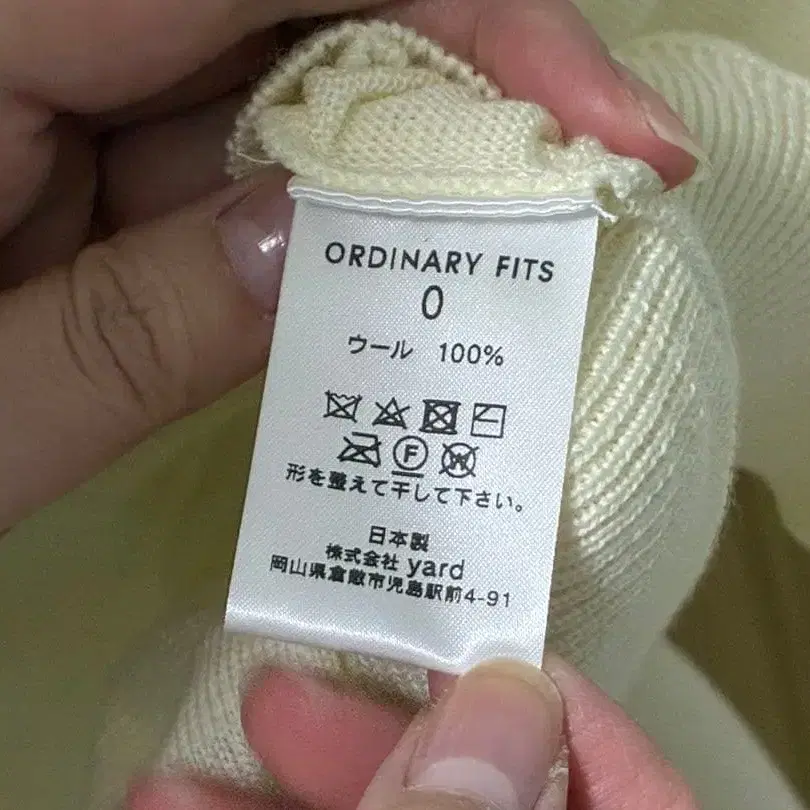 ORDINARY FITS
0
ウール 100%
F W
形を整えて干して下さい。
日本製
株式会社 yard
岡山県倉敷市児島駅前4-91